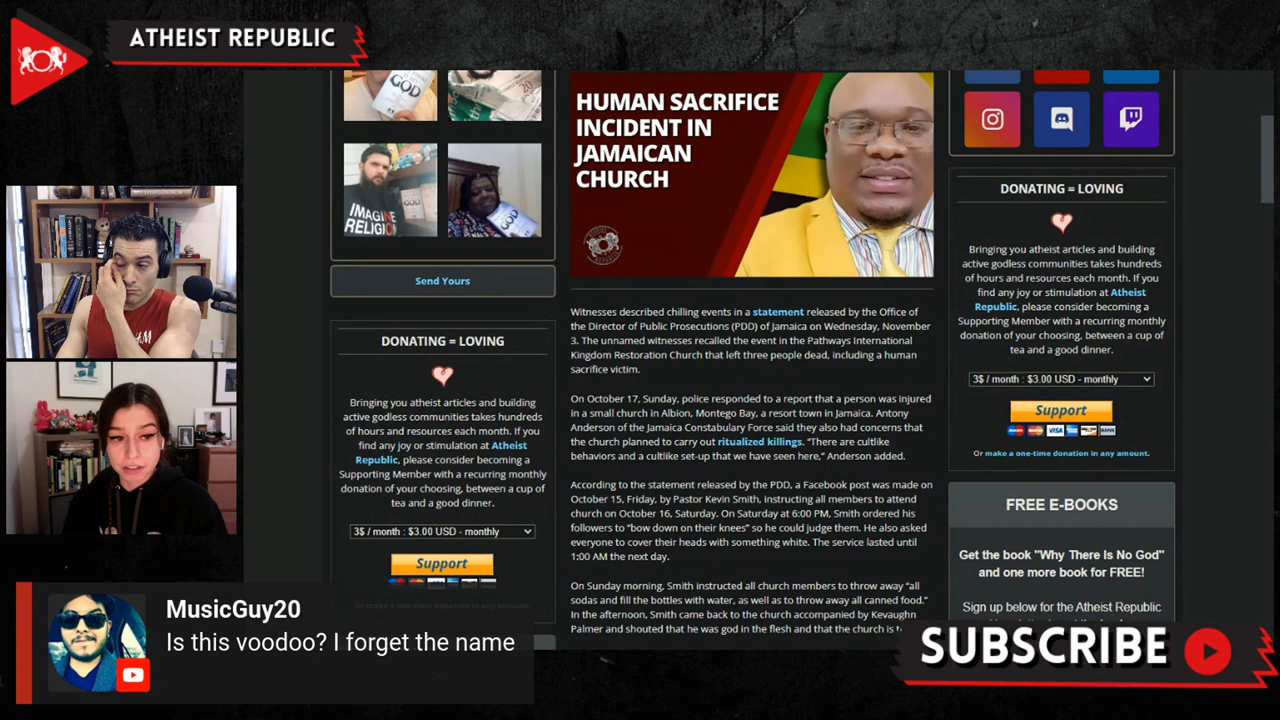 ATHEIST REPUBLIC
GOD
20
IMAGINE
RELIGION
GOD
Send Yours
DONATING = LOVING
Bringing you atheist articles and building
active godless communities takes hundreds
of hours and resources each month. If you
find any joy or stimulation at Atheist
Republic, please consider becoming a
Supporting Member with a recurring monthly
donation of your choosing, between a cup of
tea and a good dinner.
3$ / month : $3.00 USD - monthly
Support
Or make a one-time donation in any amount.
HUMAN SACRIFICE
INCIDENT IN
JAMAICAN
CHURCH
Witnesses described chilling events in a statement released by the Office of
the Director of Public Prosecutions (PDD) of Jamaica on Wednesday, November
3. The unnamed witnesses recalled the event in the Pathways International
Kingdom Restoration Church that left three people dead, including a human
sacrifice victim.
On October 17, Sunday, police responded to a report that a person was injured
in a small church in Albion, Montego Bay, a resort town in Jamaica. Antony
Anderson of the Jamaica Constabulary Force said they also had concerns that
the church planned to carry out ritualized killings. “There are cultlike
behaviors and a cultlike set-up that we have seen here,” Anderson added.
According to the statement released by the PDD, a Facebook post was made on
October 15, Friday, by Pastor Kevin Smith, instructing all members to attend
church on October 16, Saturday. On Saturday at 6:00 PM, Smith ordered his
followers to “bow down on their knees” so he could judge them. He also asked
everyone to cover their heads with something white. The service lasted until
1:00 AM the next day.
On Sunday morning, Smith instructed all church members to throw away “all
sodas and fill the bottles with water, as well as to throw away all canned food.”
In the afternoon, Smith came back to the church accompanied by Kevaughn
Palmer and shouted that he was god in the flesh and that the church is
DONATING = LOVING
Bringing you atheist articles and building
active godless communities takes hundreds
of hours and resources each month. If you
find any joy or stimulation at Atheist
Republic, please consider becoming a
Supporting Member with a recurring monthly
donation of your choosing, between a cup of
tea and a good dinner.
3$ / month : $3.00 USD - monthly
Support
VISA
BANK
Or make a one-time donation in any amount.
FREE E-BOOKS
Get the book "Why There Is No God"
and one more book for FREE!
Sign up below for the Atheist Republic
MusicGuy20
Is this voodoo? I forget the name
SUBSCRIBE